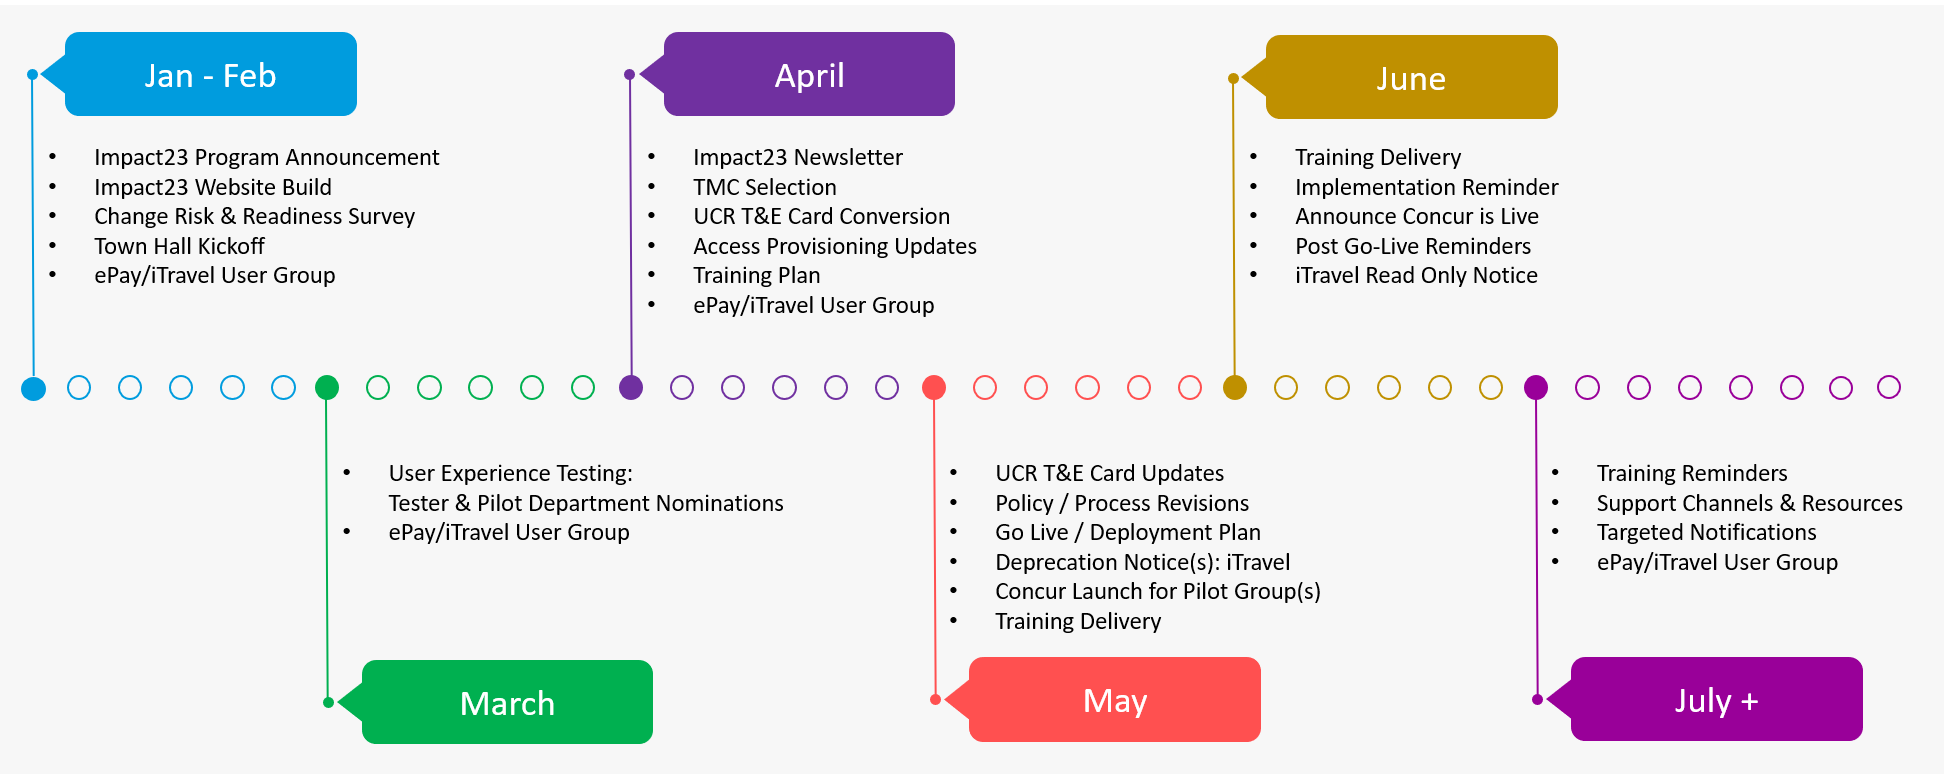 Jan - Feb
• Impact23 Program Announcement
• Impact23 Website Build
• Change Risk & Readiness Survey
• Town Hall Kickoff
• ePay/iTravel User Group
April
• Impact23 Newsletter
• TMC Selection
• UCR T&E Card Conversion
• Access Provisioning Updates
• Training Plan
• ePay/iTravel User Group
June
• Training Delivery
• Implementation Reminder
• Announce Concur is Live
• Post Go-Live Reminders
• iTravel Read Only Notice
• User Experience Testing:
Tester & Pilot Department Nominations
• ePay/iTravel User Group
March
• UCR T&E Card Updates
• Policy / Process Revisions
• Go Live / Deployment Plan
• Deprecation Notice(s): iTravel
• Concur Launch for Pilot Group(s)
• Training Delivery
May
• Training Reminders
• Support Channels & Resources
• Targeted Notifications
• ePay/iTravel User Group
July +